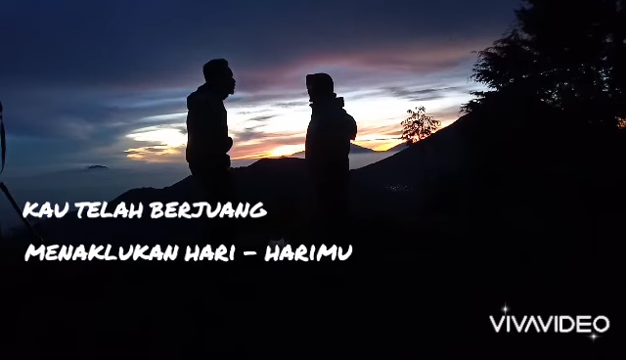 KAU TELAH BERJUANG
MENAKLUKAN HARI - HARIMU
VIVAVIDEO